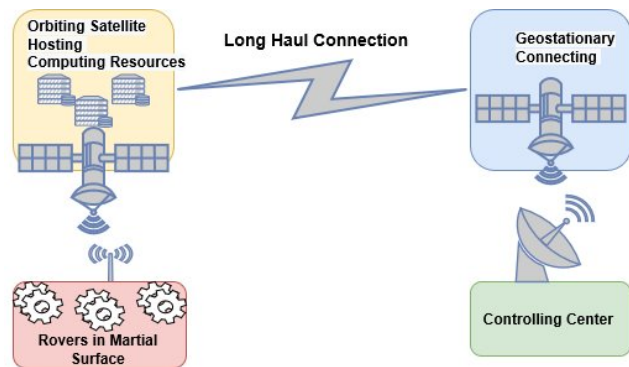 Orbiting Satellite
Hosting
Computing Resources
Long Haul Connection
Geostationary
Connecting
Rovers in Martial
Surface
Controlling Center